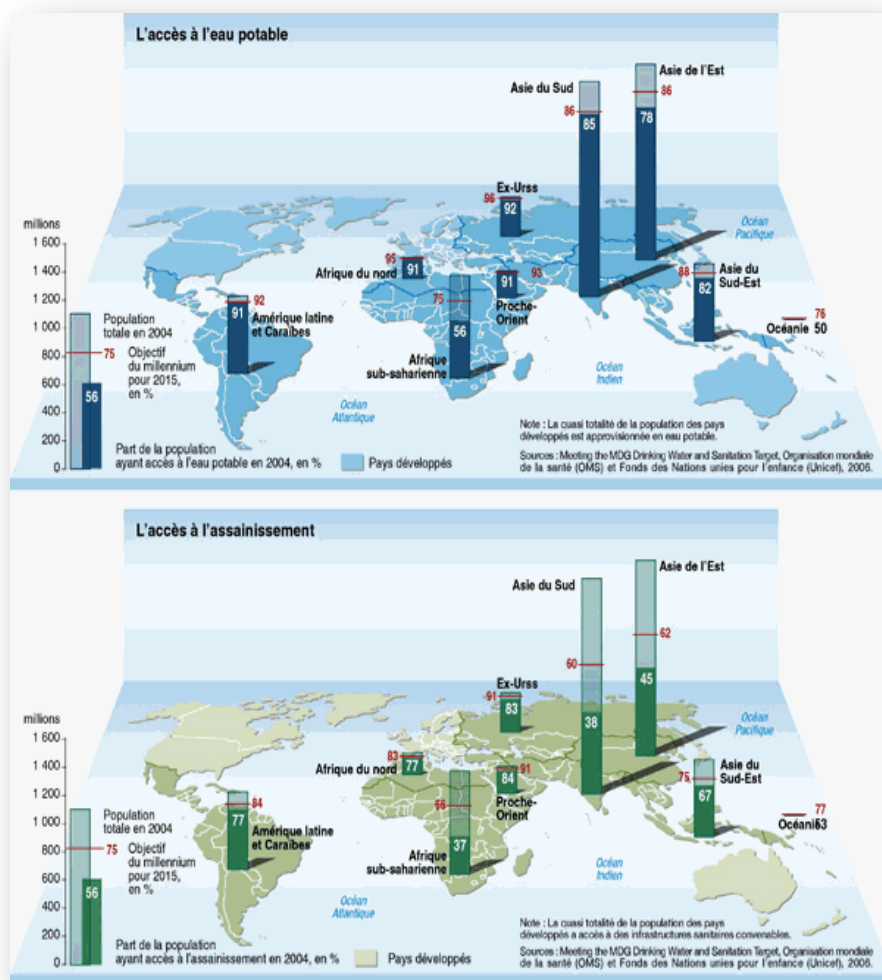 L'accès à l'eau potable
Asie de l'Est
Asie du Sud
86
86
85
78
Ex-Urss
96
92
Océan
Pacifique
millions
1 600
1 400
1 200
1 000
800
600
400
200
0
95
Afrique du nord
91
75
56
93
91
Proche-
Orient
88
Asie du
Sud-Est
82
76
Océanie 50
92
91
Amérique latine
et Caraïbes
Afrique
sub-saharienne
Océan
Indien
Océan
Atlantique
Population
totale en 2004
75
Objectif
du millennium
pour 2015,
en %
56
Part de la population
ayant accès à l'eau potable en 2004, en %
Pays développés
Note : La quasi totalité de la population des pays
développés est approvisionnée en eau potable.
Sources : Meeting the MDG Drinking Water and Sanitation Target, Organisation mondiale
de la santé (OMS) et Fonds des Nations unies pour l'enfance (Unicef), 2006.
L'accès à l'assainissement
Asie de l'Est
Asie du Sud
62
60
45
38
Ex-Urss
91
83
Océan
Pacifique
millions
1 600
1 400
1 200
1 000
800
600
400
200
0
83
Afrique du nord
77
66
37
91
84
Proche-
Orient
75
Asie du
Sud-Est
67
77
Océanie 53
84
77
Amérique latine
et Caraïbes
Afrique
sub-saharienne
Océan
Indien
Océan
Atlantique
Population
totale en 2004
75
Objectif
du millennium
pour 2015,
en %
56
Part de la population
ayant accès à l'assainissement en 2004, en %
Pays développés
Note : La quasi totalité de la population des pays
développés a accès à des infrastructures sanitaires convenables.
Sources : Meeting the MDG Drinking Water and Sanitation Target, Organisation mondiale
de la santé (OMS) et Fonds des Nations unies pour l'enfance (Unicef), 2006.